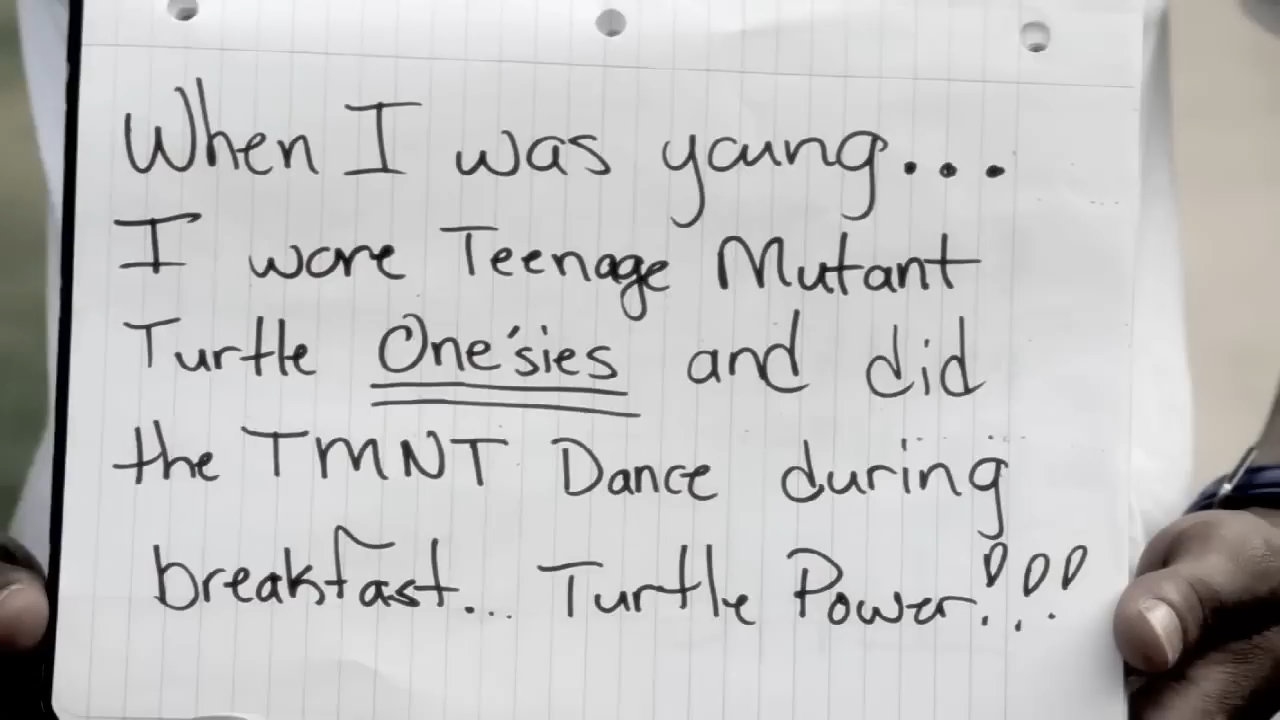 When I was young...
I wore Teenage Mutant
Turtle One'sies and did
the TMNT Dance during
breakfast... Turtle Power!!!